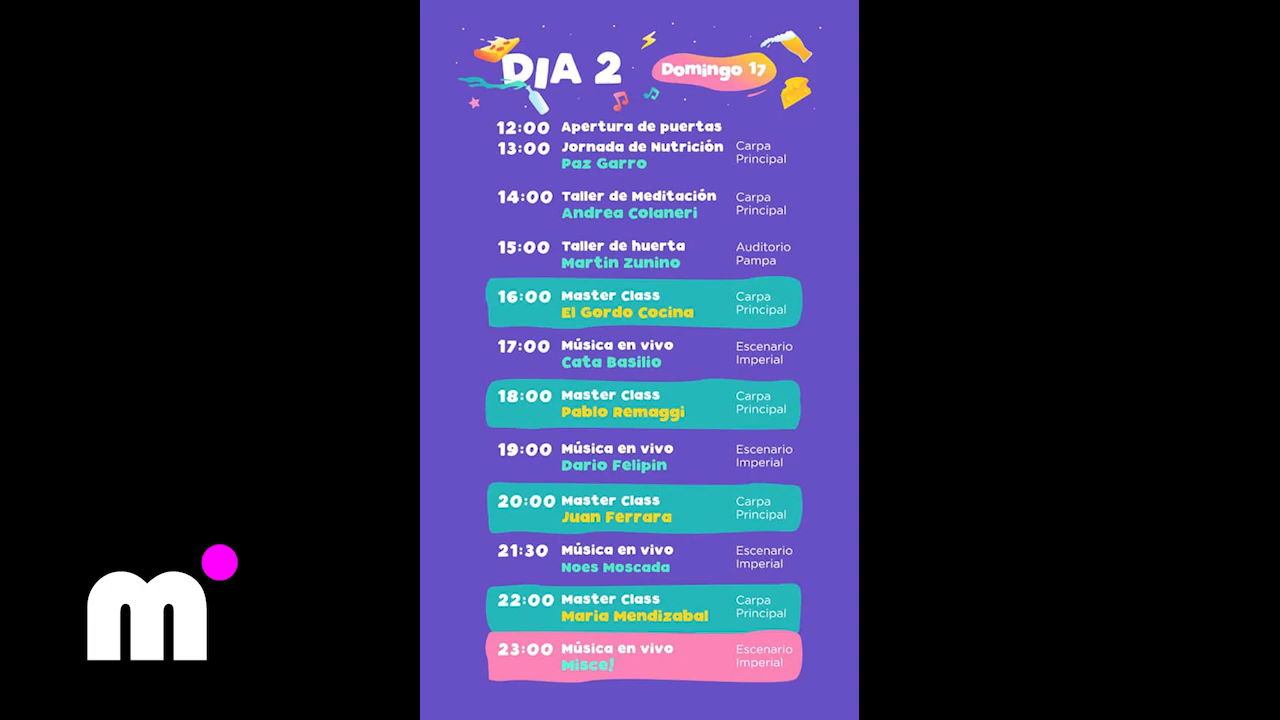 DIA 2
Domingo 17
12:00 Apertura de puertas
13:00 Jornada de Nutrición Carpa
Paz Garro Principal
14:00 Taller de Meditación Carpa
Andrea Colaneri Principal
15:00 Taller de huerta Auditorio
Martin Zunino Pampa
16:00 Master Class Carpa
El Gordo Cocina Principal
17:00 Música en vivo Escenario
Cata Basilio Imperial
18:00 Master Class Carpa
Pablo Remaggi Principal
19:00 Música en vivo Escenario
Dario Felipin Imperial
20:00 Master Class Carpa
Juan Ferrara Principal
21:30 Música en vivo Escenario
Noes Moscada Imperial
22:00 Master Class Carpa
Maria Mendizabal Principal
23:00 Música en vivo Escenario
Misce! Imperial
m